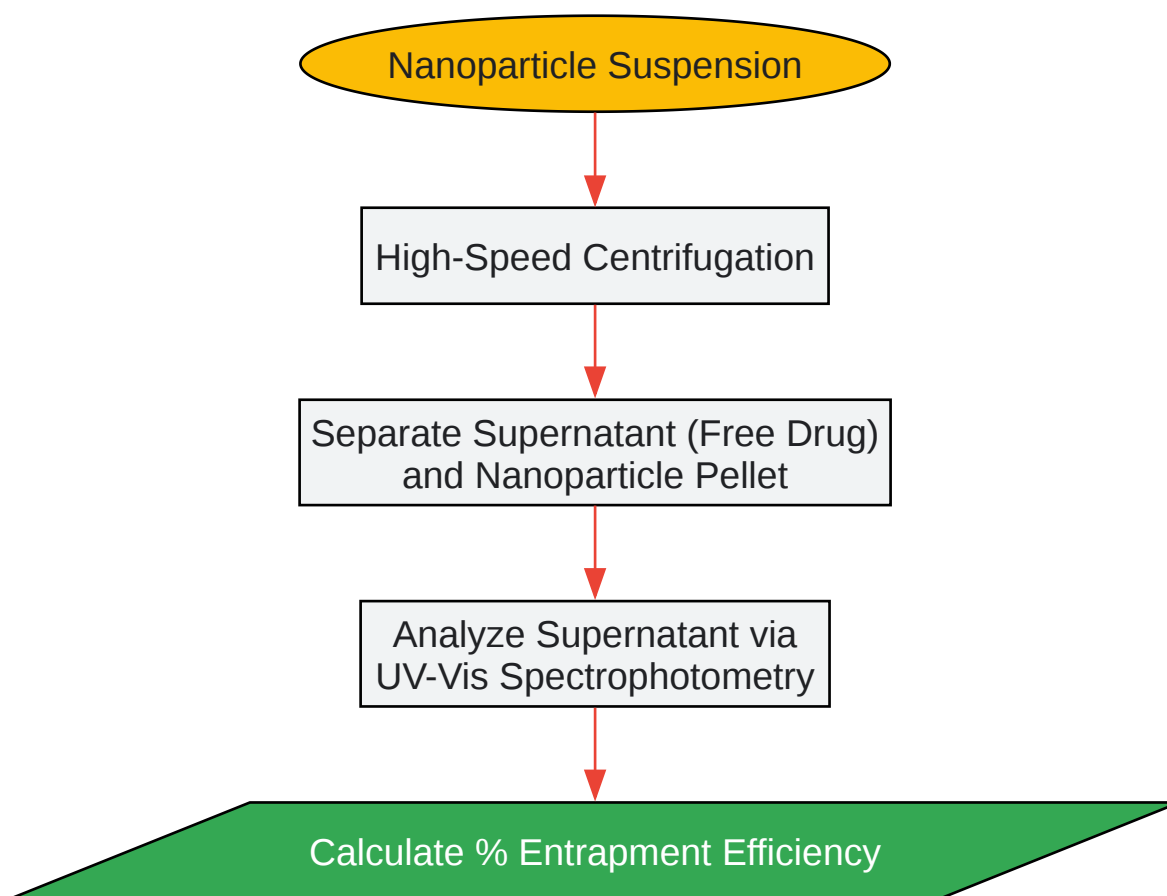 Nanoparticle Suspension
High-Speed Centrifugation
Separate Supernatant (Free Drug)
and Nanoparticle Pellet
Analyze Supernatant via
UV-Vis Spectrophotometry
Calculate % Entrapment Efficiency